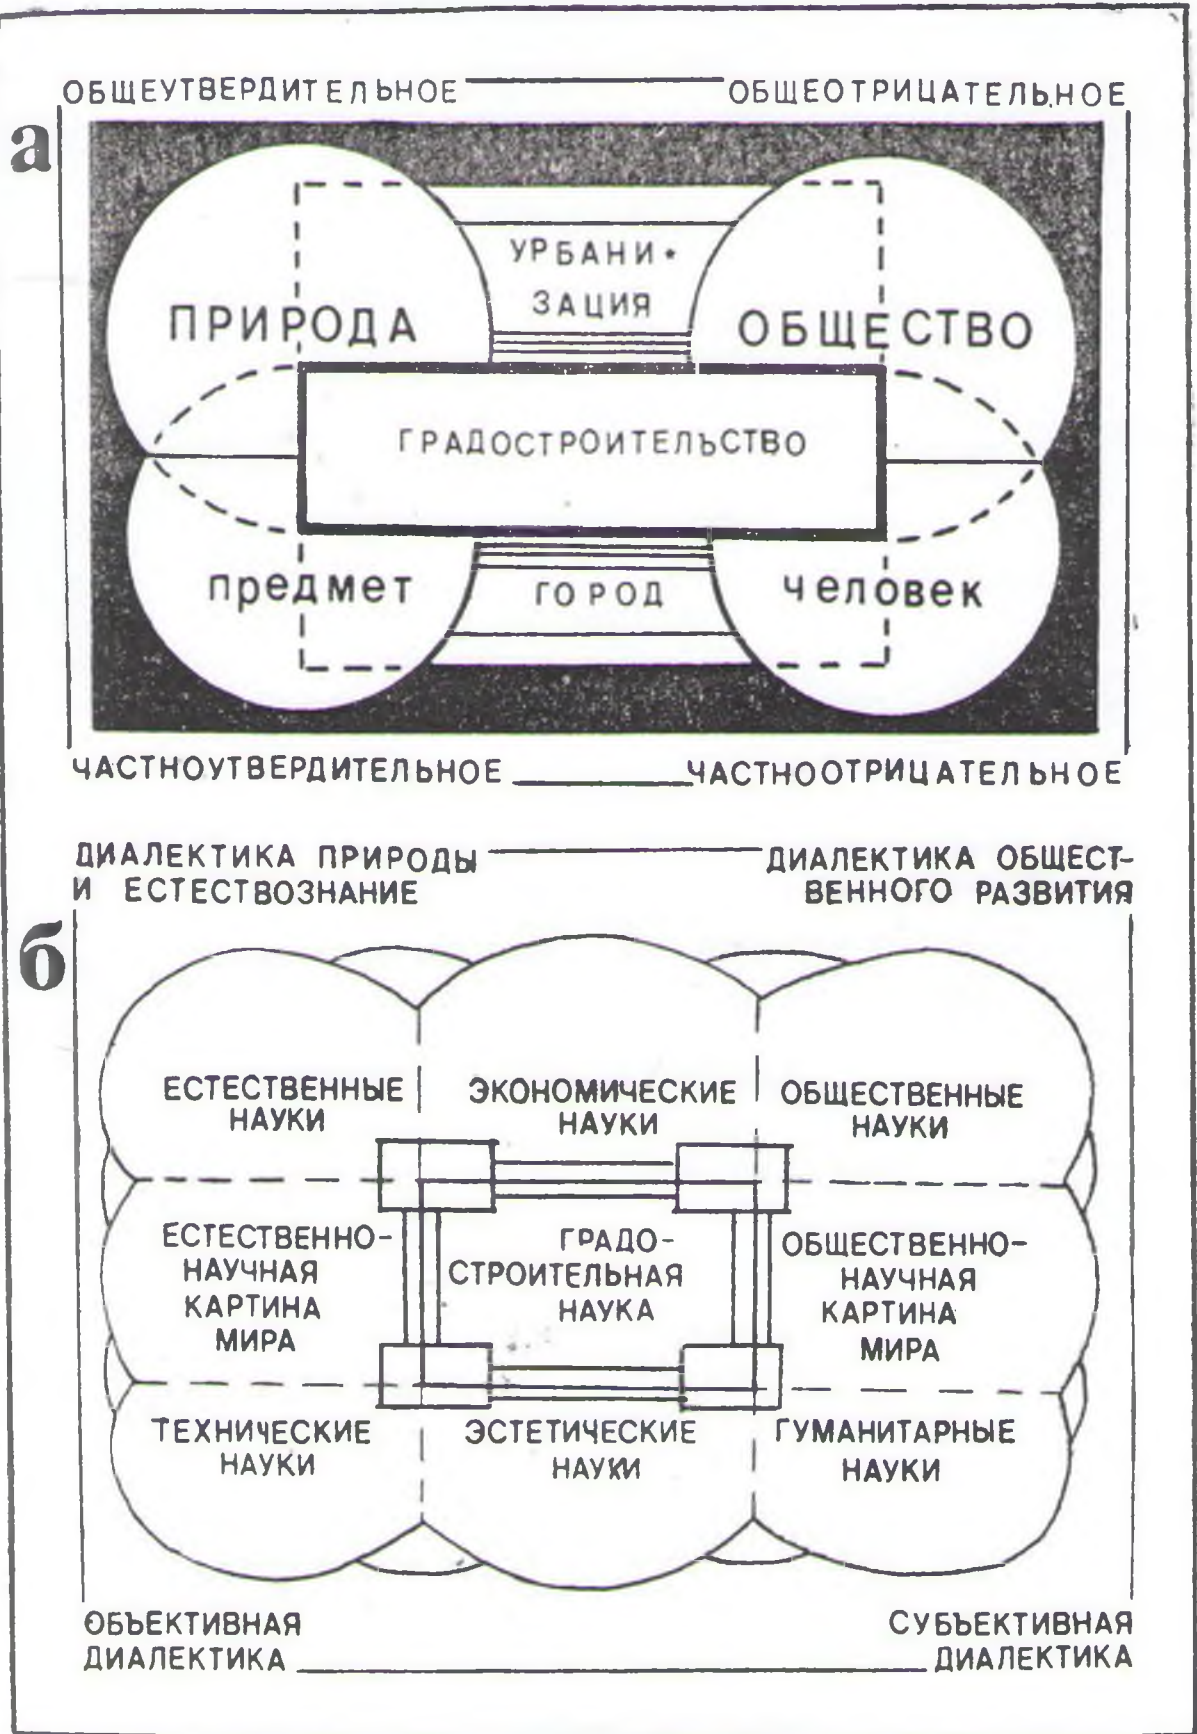 ОБЩЕУТВЕРДИТЕЛЬНОЕ ОБЩЕОТРИЦАТЕЛЬНОЕ
а
УРБАНИ-
ЗАЦИЯ
ПРИРОДА ОБЩЕСТВО
ГРАДОСТРОИТЕЛЬСТВО
предмет ГОРОД человек
ЧАСТНОУТВЕРДИТЕЛЬНОЕ ЧАСТНООТРИЦАТЕЛЬНОЕ
ДИАЛЕКТИКА ПРИРОДЫ
И ЕСТЕСТВОЗНАНИЕ
ДИАЛЕКТИКА ОБЩЕСТ-
ВЕННОГО РАЗВИТИЯ
б
ЕСТЕСТВЕННЫЕ
НАУКИ
ЭКОНОМИЧЕСКИЕ
НАУКИ
ОБЩЕСТВЕННЫЕ
НАУКИ
ЕСТЕСТВЕННО-
НАУЧНАЯ
КАРТИНА
МИРА
ГРАДО-
СТРОИТЕЛЬНАЯ
НАУКА
ОБЩЕСТВЕННО-
НАУЧНАЯ
КАРТИНА
МИРА
ТЕХНИЧЕСКИЕ
НАУКИ
ЭСТЕТИЧЕСКИЕ
НАУКИ
ГУМАНИТАРНЫЕ
НАУКИ
ОБЪЕКТИВНАЯ
ДИАЛЕКТИКА
СУБЪЕКТИВНАЯ
ДИАЛЕКТИКА